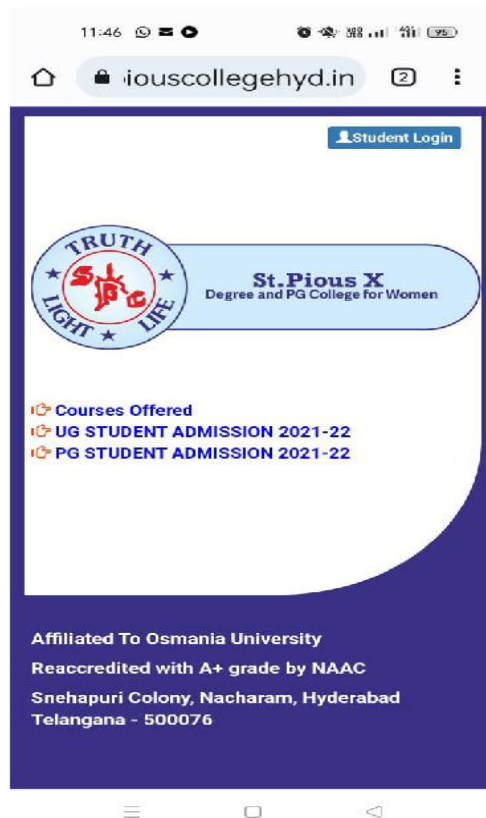 11:46
95
iouscollegehyd.in 2
Student Login
TRUTH
LIGHT LIFE
SPC
St.Pious X
Degree and PG College for Women
Courses Offered
UG STUDENT ADMISSION 2021-22
PG STUDENT ADMISSION 2021-22
Affiliated To Osmania University
Reaccredited with A+ grade by NAAC
Snehapuri Colony, Nacharam, Hyderabad
Telangana - 500076